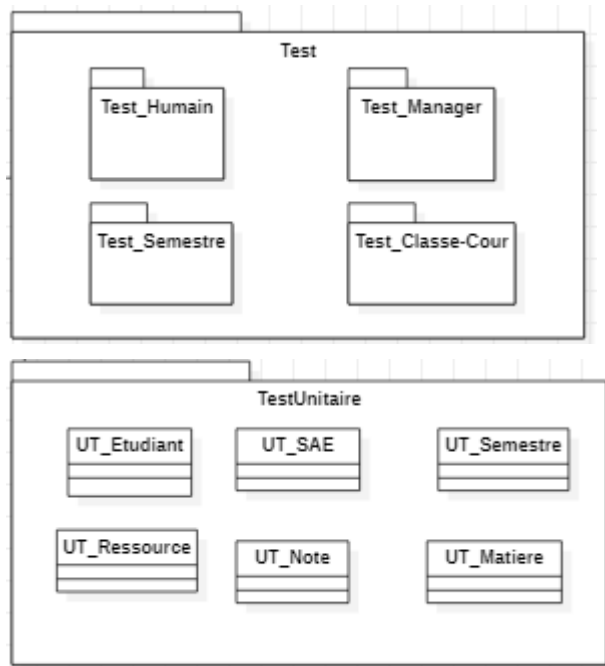 Test
Test_Humain
Test_Manager
Test_Semestre
Test_Classe-Cour
TestUnitaire
UT_Etudiant
UT_SAE
UT_Semestre
UT_Ressource
UT_Note
UT_Matiere